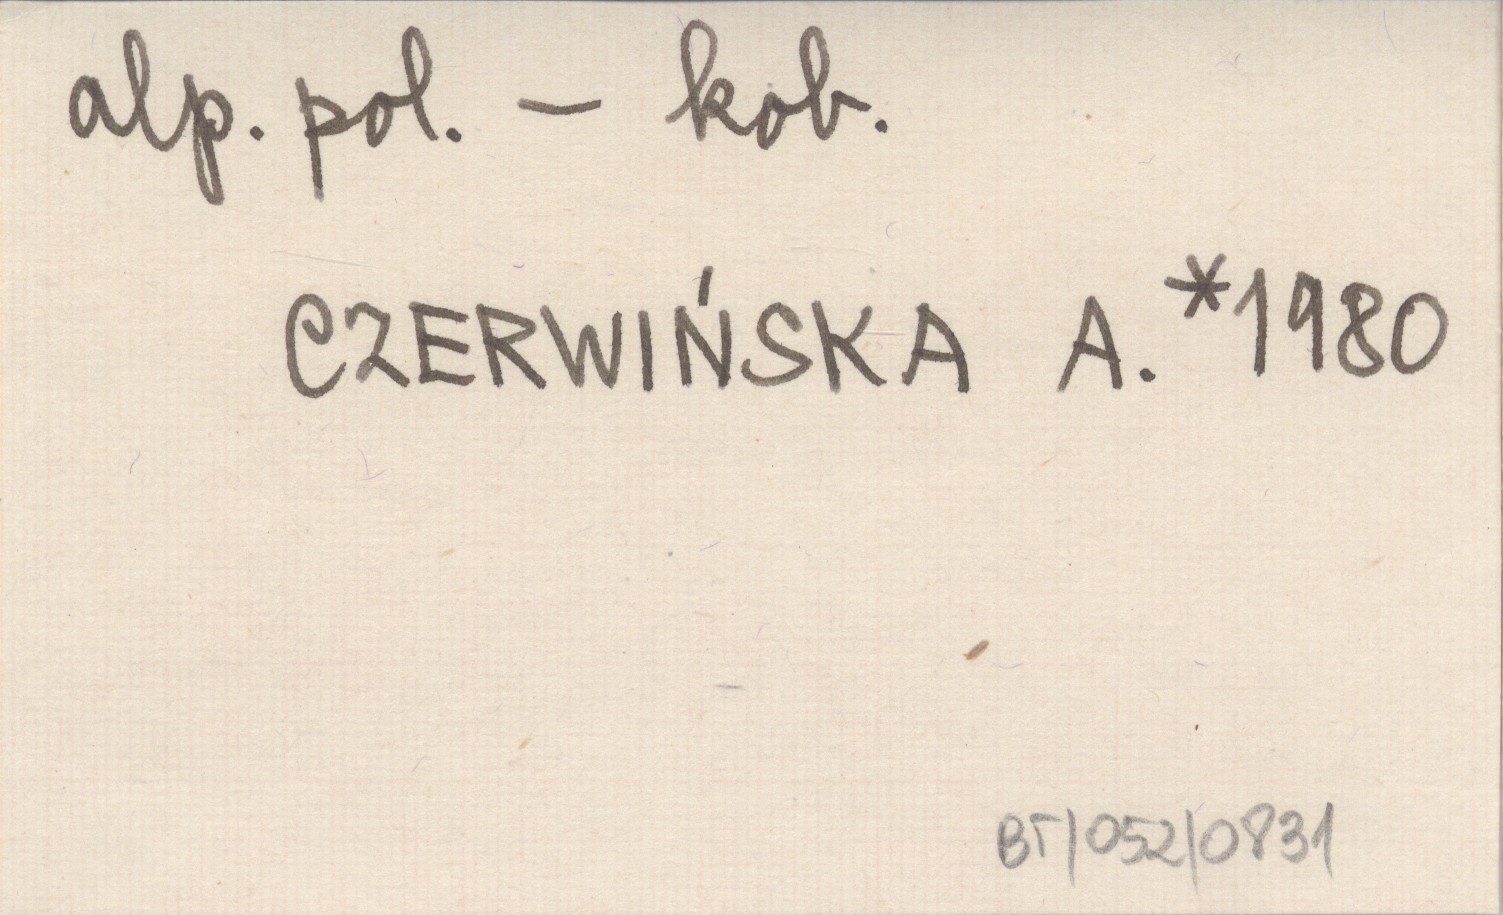 alp. pol. — kob.
CZERWIŃSKA A. *1980
BT/052/0831